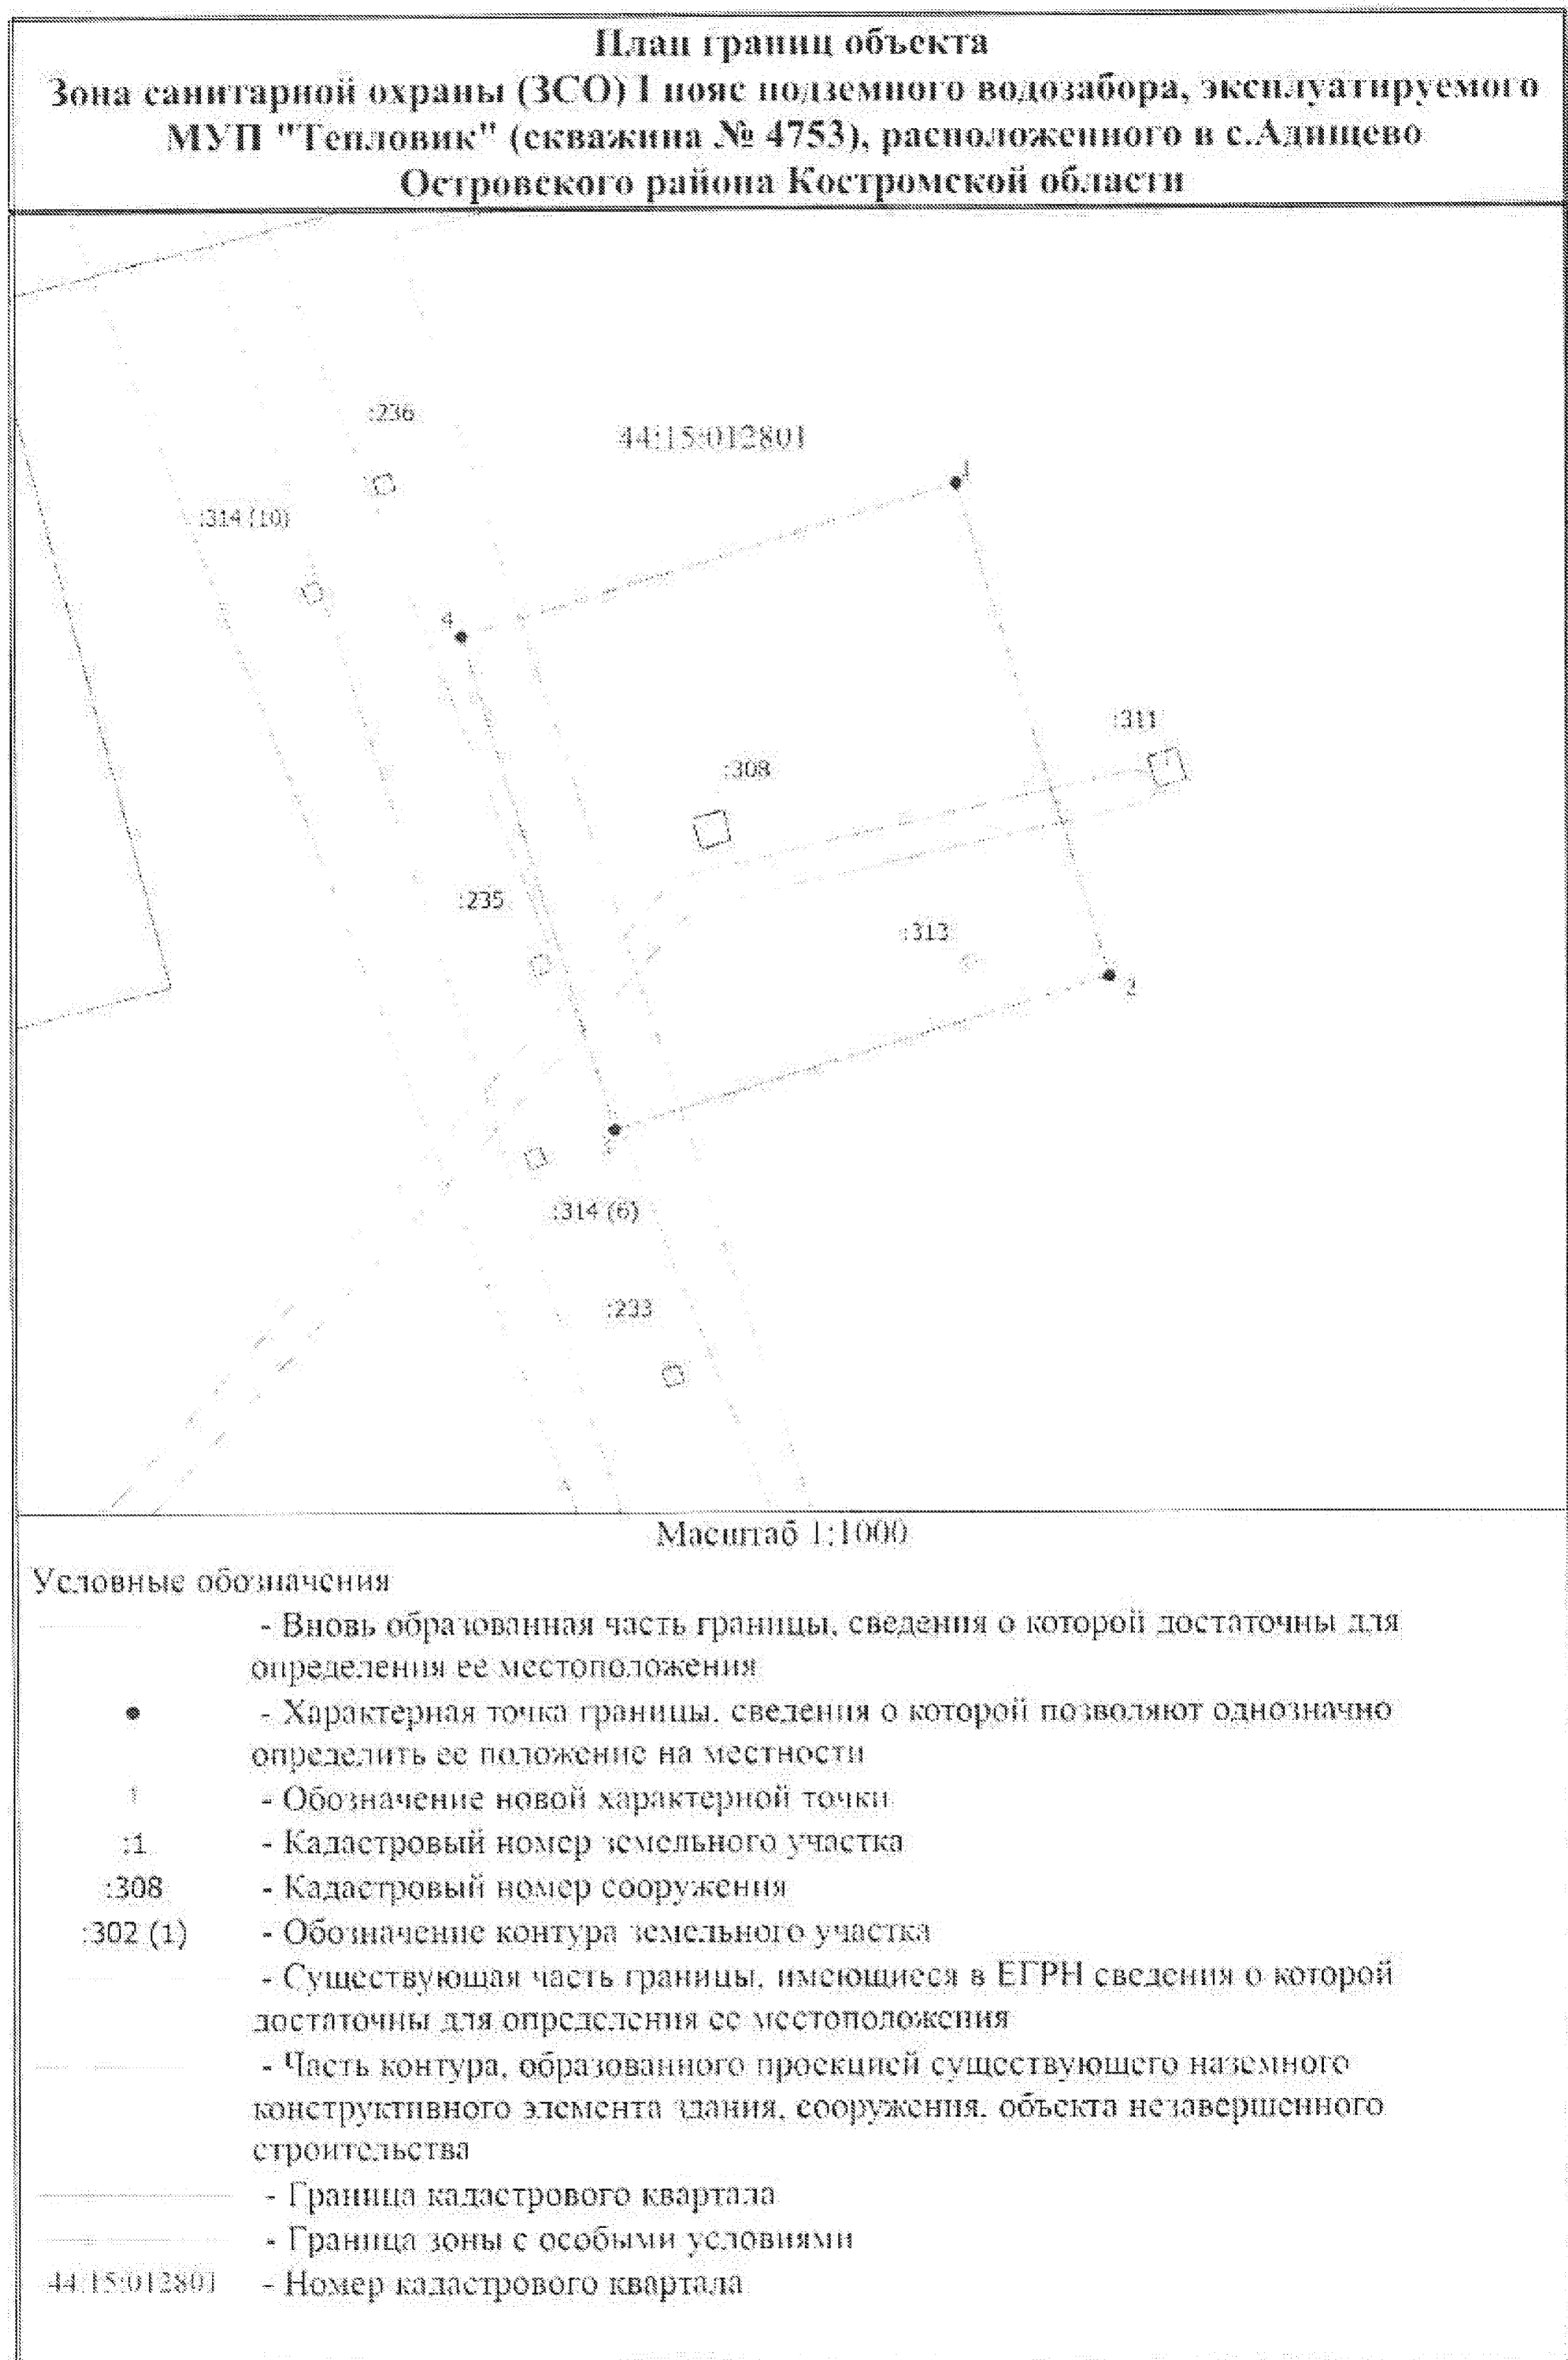 План границ объекта
Зона санитарной охраны (ЗСО) I пояс подземного водозабора, эксплуатируемого
МУП "Тепловик" (скважина № 4753), расположенного в с.Адищево
Островского района Костромской области
:236
44:15:012801
1
:314 (10)
4
:311
:308
:235
:313
2
:314 (6)
:233
Масштаб 1:1000
Условные обозначения
- Вновь образованная часть границы, сведения о которой достаточны для
определения ее местоположения
- Характерная точка границы, сведения о которой позволяют однозначно
определить ее положение на местности
1 - Обозначение новой характерной точки
:1 - Кадастровый номер земельного участка
:308 - Кадастровый номер сооружения
:302 (1) - Обозначение контура земельного участка
- Существующая часть границы, имеющиеся в ЕГРН сведения о которой
достаточны для определения ее местоположения
- Часть контура, образованного проекцией существующего наземного
конструктивного элемента здания, сооружения, объекта незавершенного
строительства
- Граница кадастрового квартала
- Граница зоны с особыми условиями
44:15:012801 - Номер кадастрового квартала